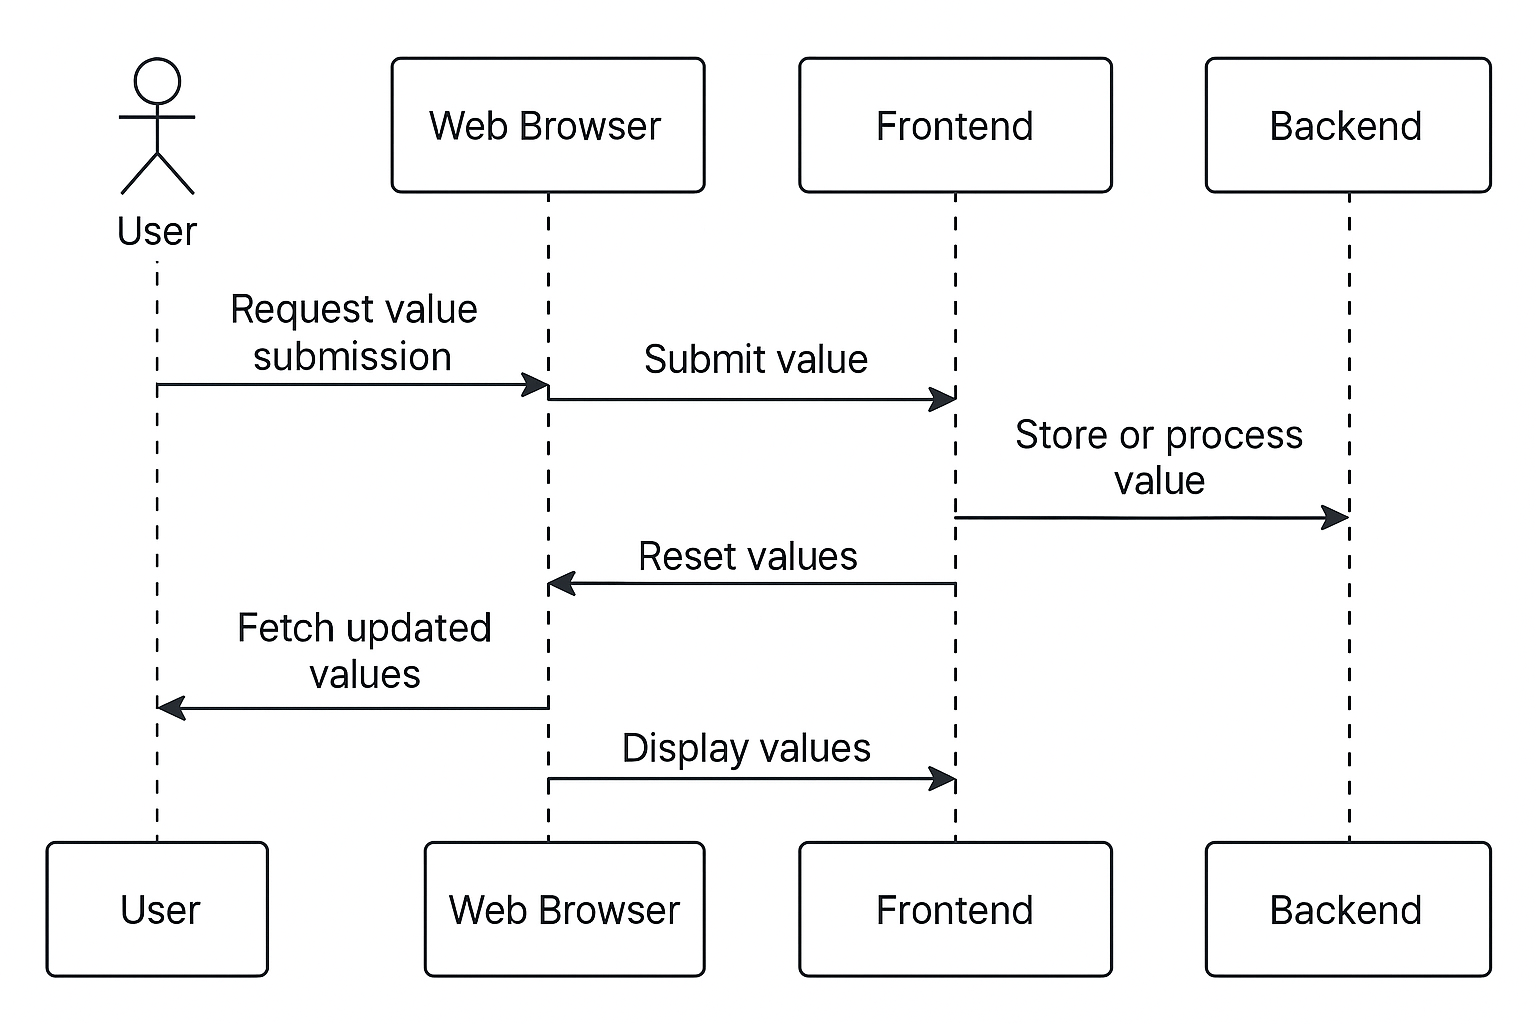 Web Browser
Frontend
Backend
User
Request value
submission
Submit value
Store or process
value
Reset values
Fetch updated
values
Display values
User
Web Browser
Frontend
Backend